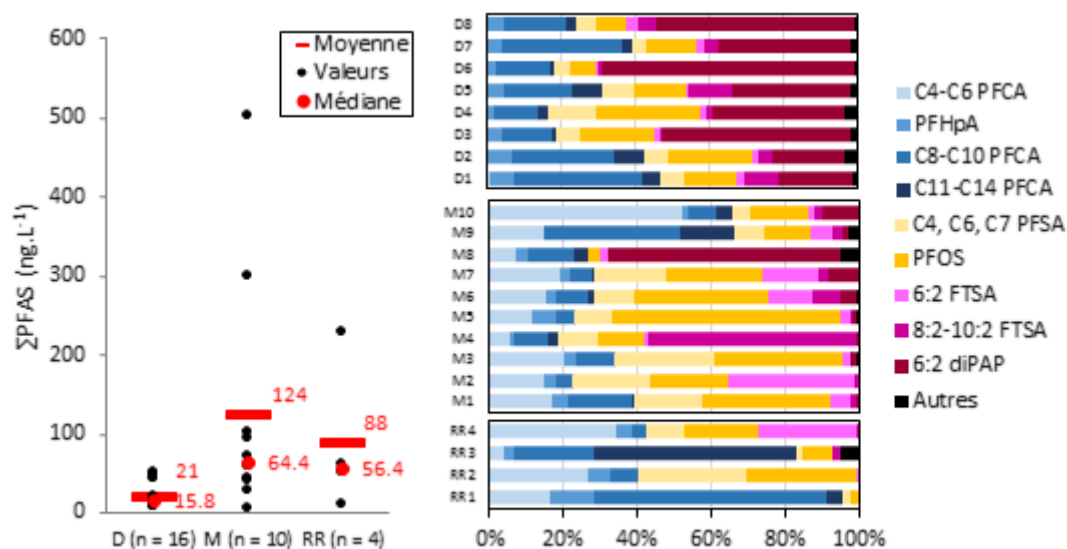 600
500
400
300
200
100
0
∑PFAS (ng.L⁻¹)
Moyenne
Valeurs
Médiane
21
15.8
124
64.4
88
56.4
D (n = 16)
M (n = 10)
RR (n = 4)
D8
D7
D6
D5
D4
D3
D2
D1
M10
M9
M8
M7
M6
M5
M4
M3
M2
M1
RR4
RR3
RR2
RR1
0%
20%
40%
60%
80%
100%
C4-C6 PFCA
PFHpA
C8-C10 PFCA
C11-C14 PFCA
C4, C6, C7 PFSA
PFOS
6:2 FTSA
8:2-10:2 FTSA
6:2 diPAP
Autres